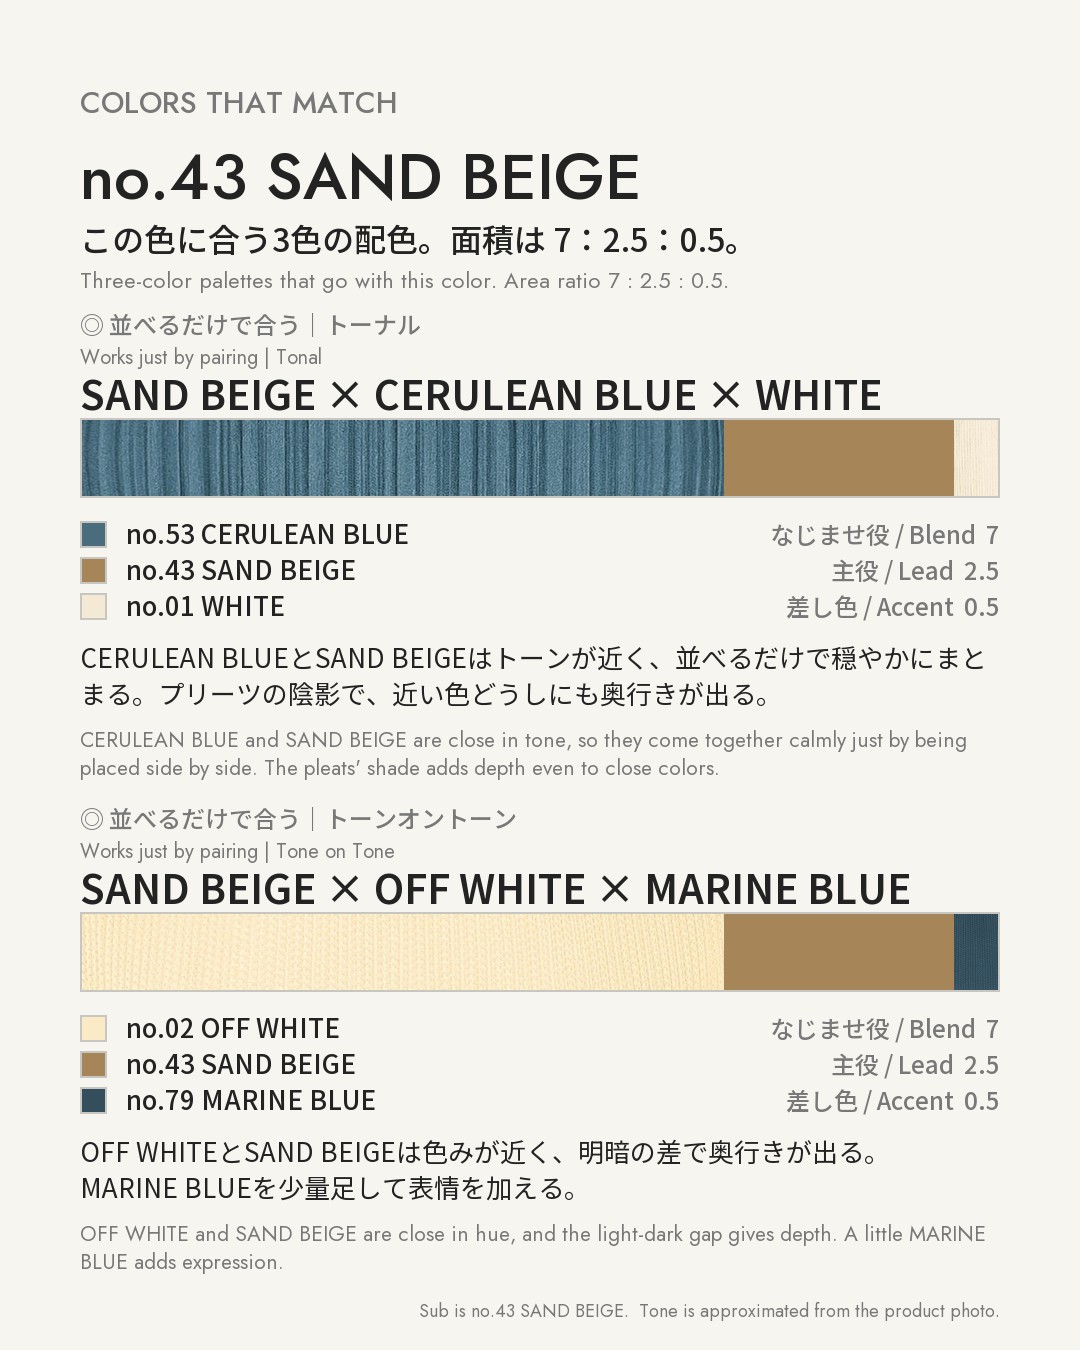 COLORS THAT MATCH
no.43 SAND BEIGE
この色に合う3色の配色。面積は 7：2.5：0.5。
Three-color palettes that go with this color. Area ratio 7 : 2.5 : 0.5.
◎ 並べるだけで合う｜トーナル
Works just by pairing | Tonal
SAND BEIGE × CERULEAN BLUE × WHITE
no.53 CERULEAN BLUE なじませ役 / Blend 7
no.43 SAND BEIGE 主役 / Lead 2.5
no.01 WHITE 差し色 / Accent 0.5
CERULEAN BLUEとSAND BEIGEはトーンが近く、並べるだけで穏やかにまと
まる。プリーツの陰影で、近い色どうしにも奥行きが出る。
CERULEAN BLUE and SAND BEIGE are close in tone, so they come together calmly just by being
placed side by side. The pleats' shade adds depth even to close colors.
◎ 並べるだけで合う｜トーンオントーン
Works just by pairing | Tone on Tone
SAND BEIGE × OFF WHITE × MARINE BLUE
no.02 OFF WHITE なじませ役 / Blend 7
no.43 SAND BEIGE 主役 / Lead 2.5
no.79 MARINE BLUE 差し色 / Accent 0.5
OFF WHITEとSAND BEIGEは色みが近く、明暗の差で奥行きが出る。
MARINE BLUEを少量足して表情を加える。
OFF WHITE and SAND BEIGE are close in hue, and the light-dark gap gives depth. A little MARINE
BLUE adds expression.
Sub is no.43 SAND BEIGE. Tone is approximated from the product photo.